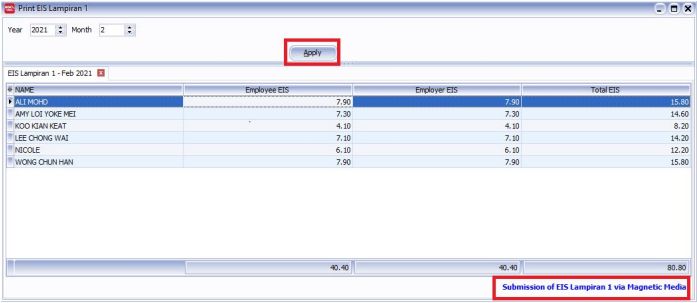 Print EIS Lampiran 1
Year 2021 Month 2
Apply
EIS Lampiran 1 - Feb 2021
NAME Employee EIS Employer EIS Total EIS
ALI MOHD 7.90 7.90 15.80
AMY LOI YOKE MEI 7.30 7.30 14.60
KOO KIAN KEAT 4.10 4.10 8.20
LEE CHONG WAI 7.10 7.10 14.20
NICOLE 6.10 6.10 12.20
WONG CHUN HAN 7.90 7.90 15.80
40.40 40.40 80.80
Submission of EIS Lampiran 1 via Magnetic Media